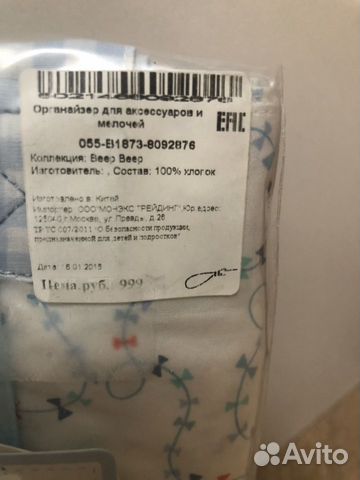 Органайзер для аксессуаров и
мелочей
ЕАС
055-B1873-8092876
Коллекция: Beep Beep
Изготовитель: , Состав: 100% хлопок
Изготовлено в: Китай
Импортер: ООО"МОНЭКС ТРЕЙДИНГ",Юр.адрес:
125040,г.Москва, ул. Правды, д.26
ТР ТС 007/2011 "О безопасности продукции,
предназначенной для детей и подростков"
Дата: 16.01.2015
Цена,руб.: 999
Avito